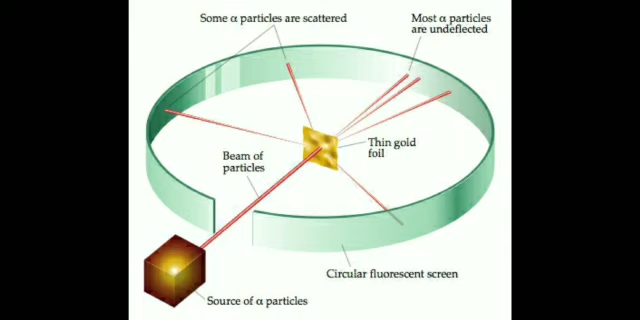 Some α particles are scattered
Most α particles
are undeflected
Thin gold
foil
Beam of
particles
Circular fluorescent screen
Source of α particles